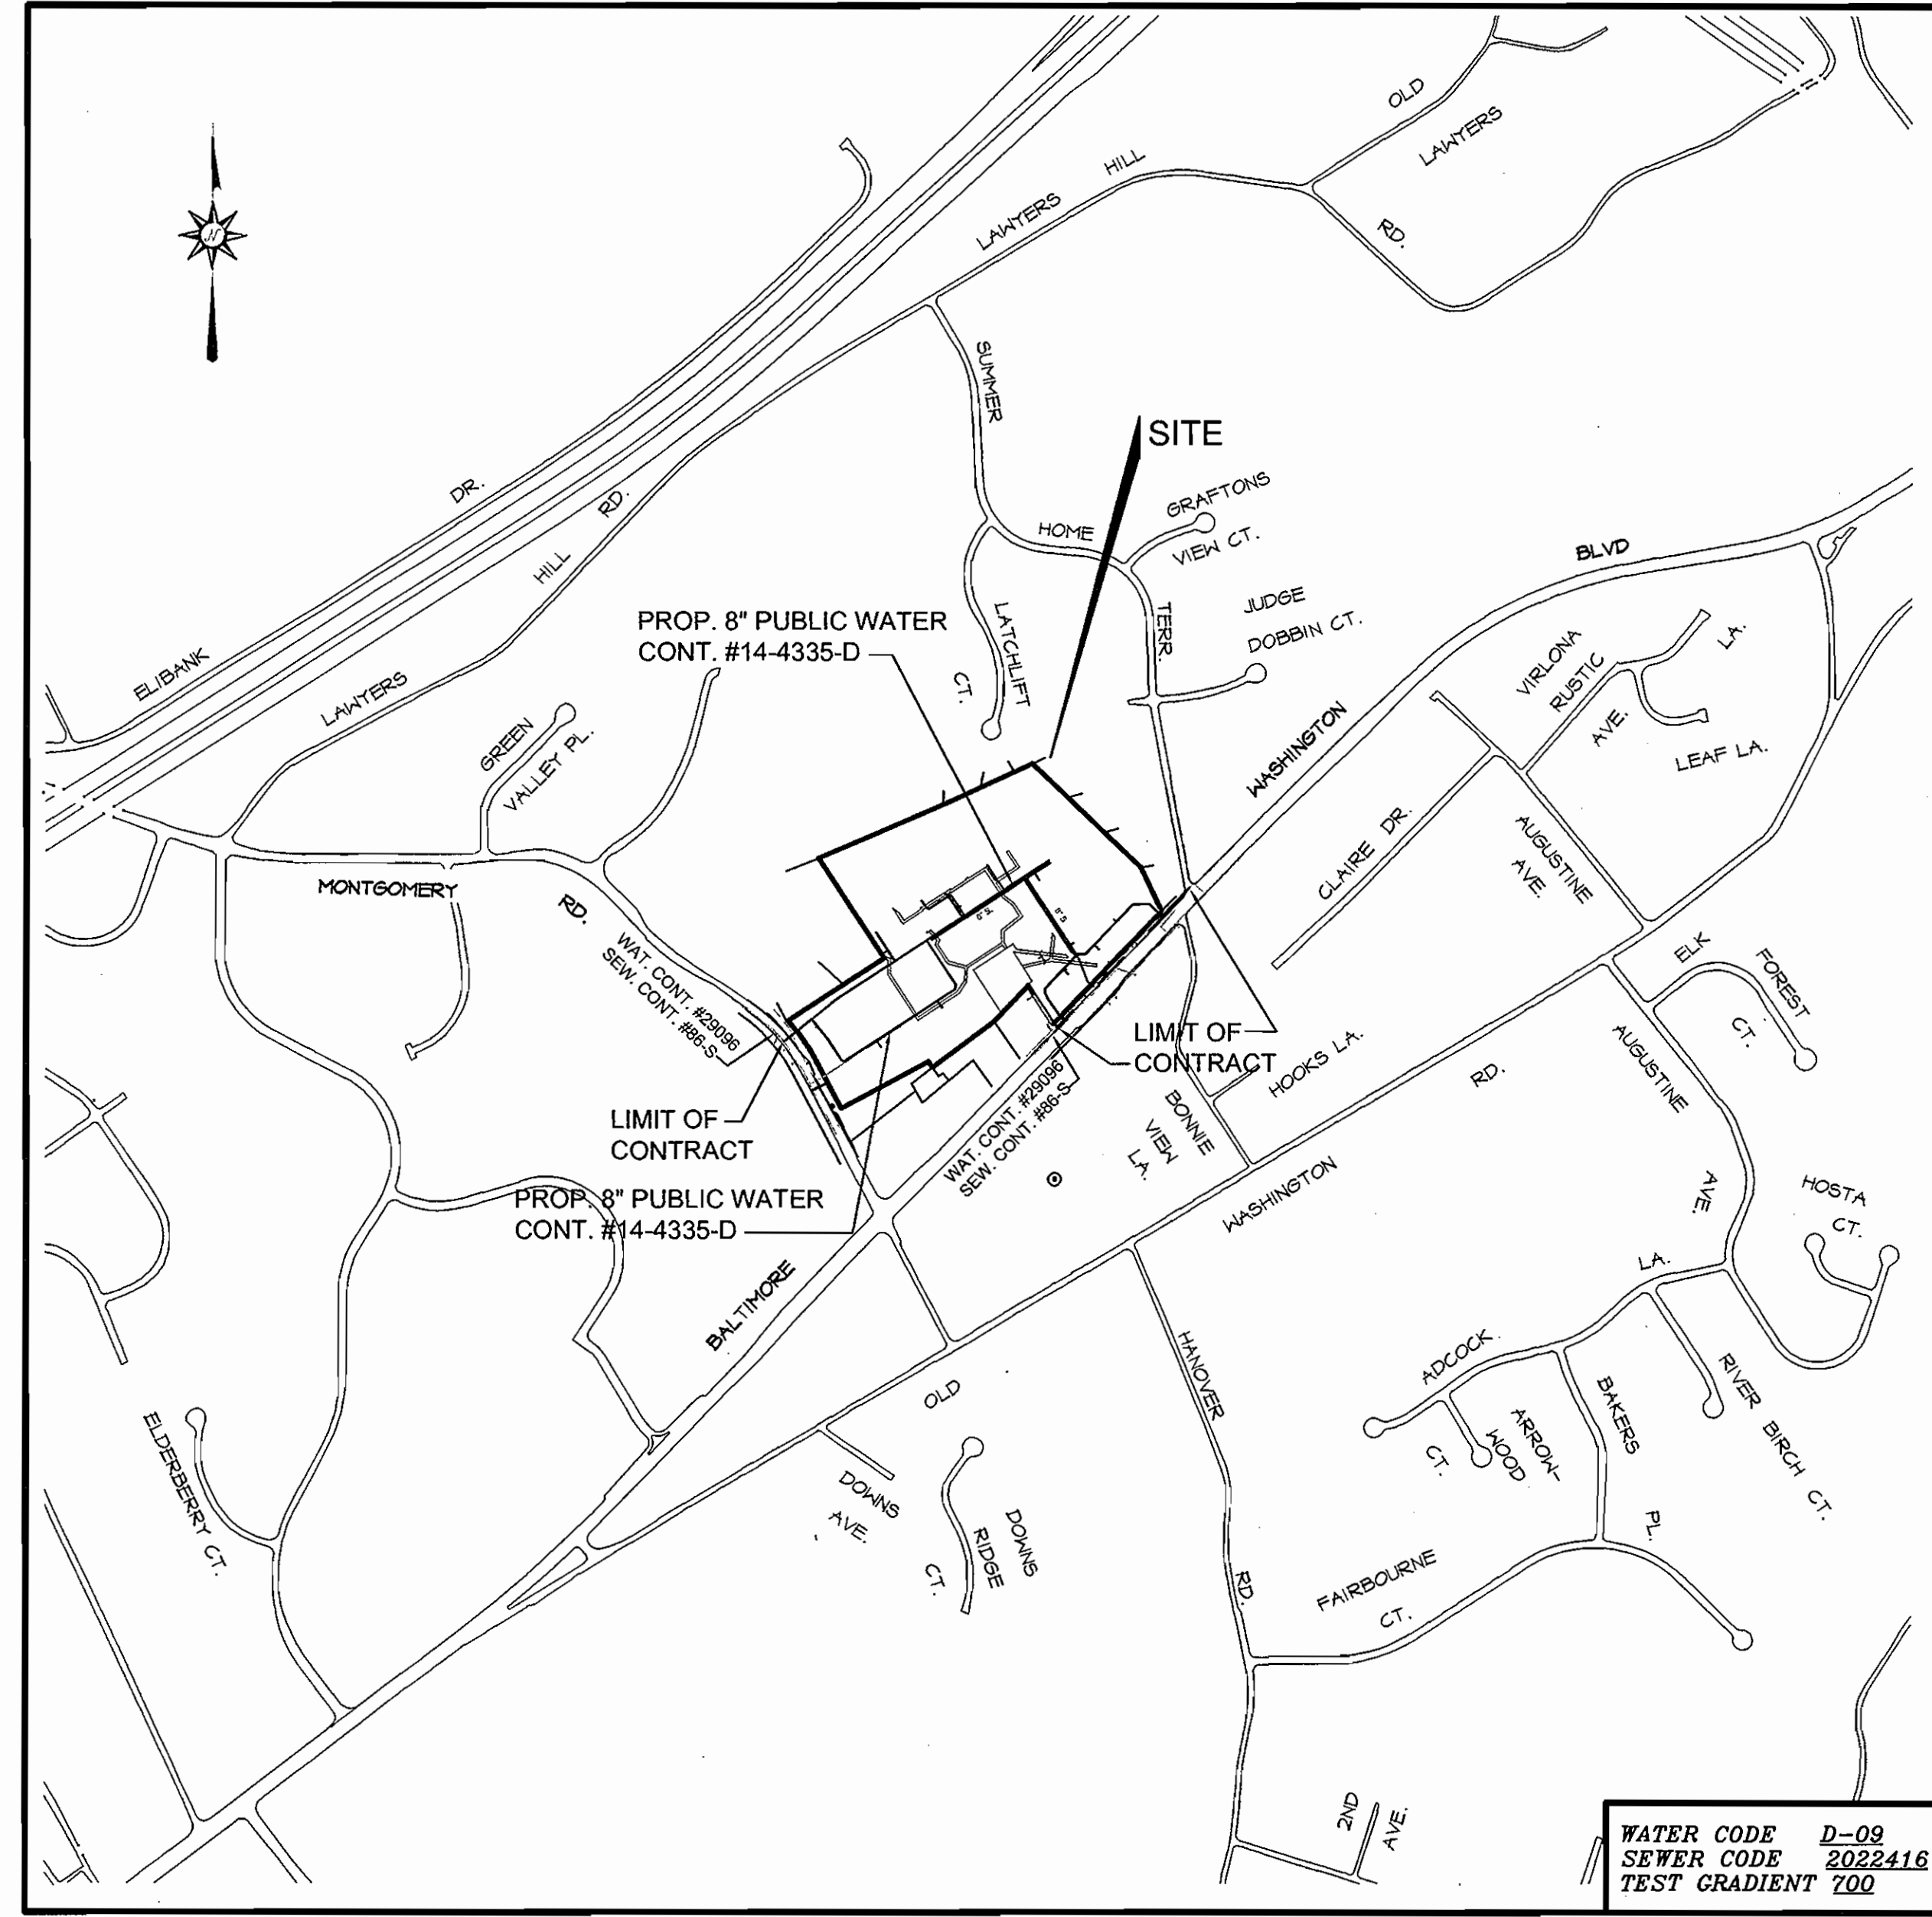 OLD
LAWYERS
HILL
LAWYERS
RD.
N
SUMMER
SITE
GRAFTONS
VIEW CT.
HOME
DR.
RD.
HILL
BLVD
JUDGE
DOBBIN CT.
TERR.
LATCHLIFT
CT.
PROP. 8" PUBLIC WATER
CONT. #14-4335-D
ELIBANK
LAWYERS
GREEN
VALLEY PL.
VIRLONA
RUSTIC
LA.
AVE.
LEAF LA.
WASHINGTON
CLAIRE DR.
AUGUSTINE
AVE.
MONTGOMERY
RD.
8" S
WAT. CONT. #29096
SEW. CONT. #86-S
ELK
FOREST
CT.
LIMIT OF
CONTRACT
HOOKS LA.
RD.
AUGUSTINE
AVE.
WAT. CONT. #29096
SEW. CONT. #86-S
BONNIE
VIEW
LA.
LIMIT OF
CONTRACT
PROP. 8" PUBLIC WATER
CONT. #14-4335-D
WASHINGTON
HOSTA
CT.
LA.
BALTIMORE
HANOVER
ADCOCK
OLD
RIVER BIRCH CT.
BAKERS
ARROW-
WOOD
CT.
ELDERBERRY CT.
DOWNS
AVE.
DOWNS
RIDGE
CT.
PL.
RD.
FAIRBOURNE
CT.
2ND
AVE.
WATER CODE D-09
SEWER CODE 2022416
TEST GRADIENT 700